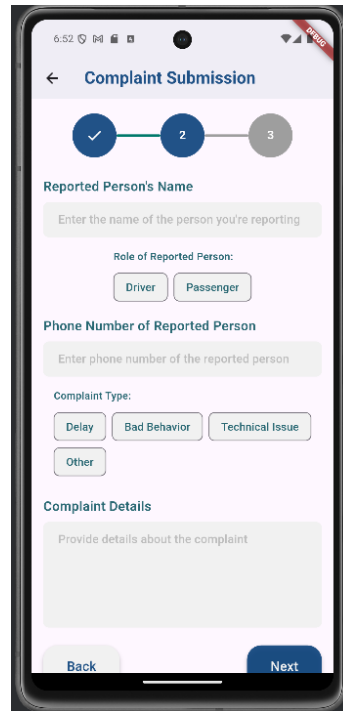 6:52
DEBUG
Complaint Submission
2
3
Reported Person's Name
Enter the name of the person you're reporting
Role of Reported Person:
Driver Passenger
Phone Number of Reported Person
Enter phone number of the reported person
Complaint Type:
Delay Bad Behavior Technical Issue
Other
Complaint Details
Provide details about the complaint
Back Next